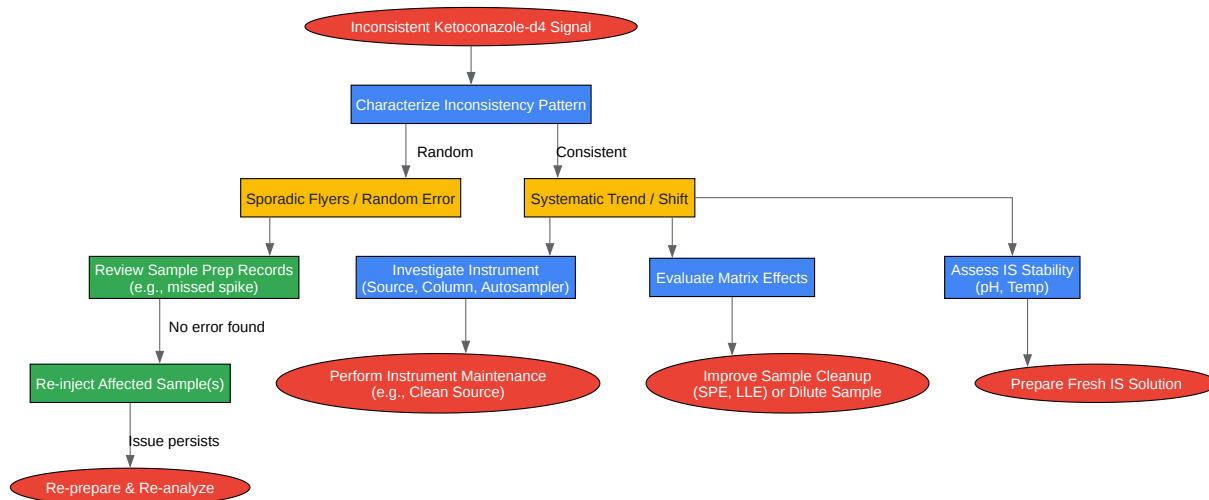 Inconsistent Ketoconazole-d4 Signal
Characterize Inconsistency Pattern
Random
Consistent
Sporadic Flyers / Random Error
Systematic Trend / Shift
Review Sample Prep Records
(e.g., missed spike)
Investigate Instrument
(Source, Column, Autosampler)
Evaluate Matrix Effects
Assess IS Stability
(pH, Temp)
No error found
Re-inject Affected Sample(s)
Perform Instrument Maintenance
(e.g., Clean Source)
Improve Sample Cleanup
(SPE, LLE) or Dilute Sample
Prepare Fresh IS Solution
Issue persists
Re-prepare & Re-analyze